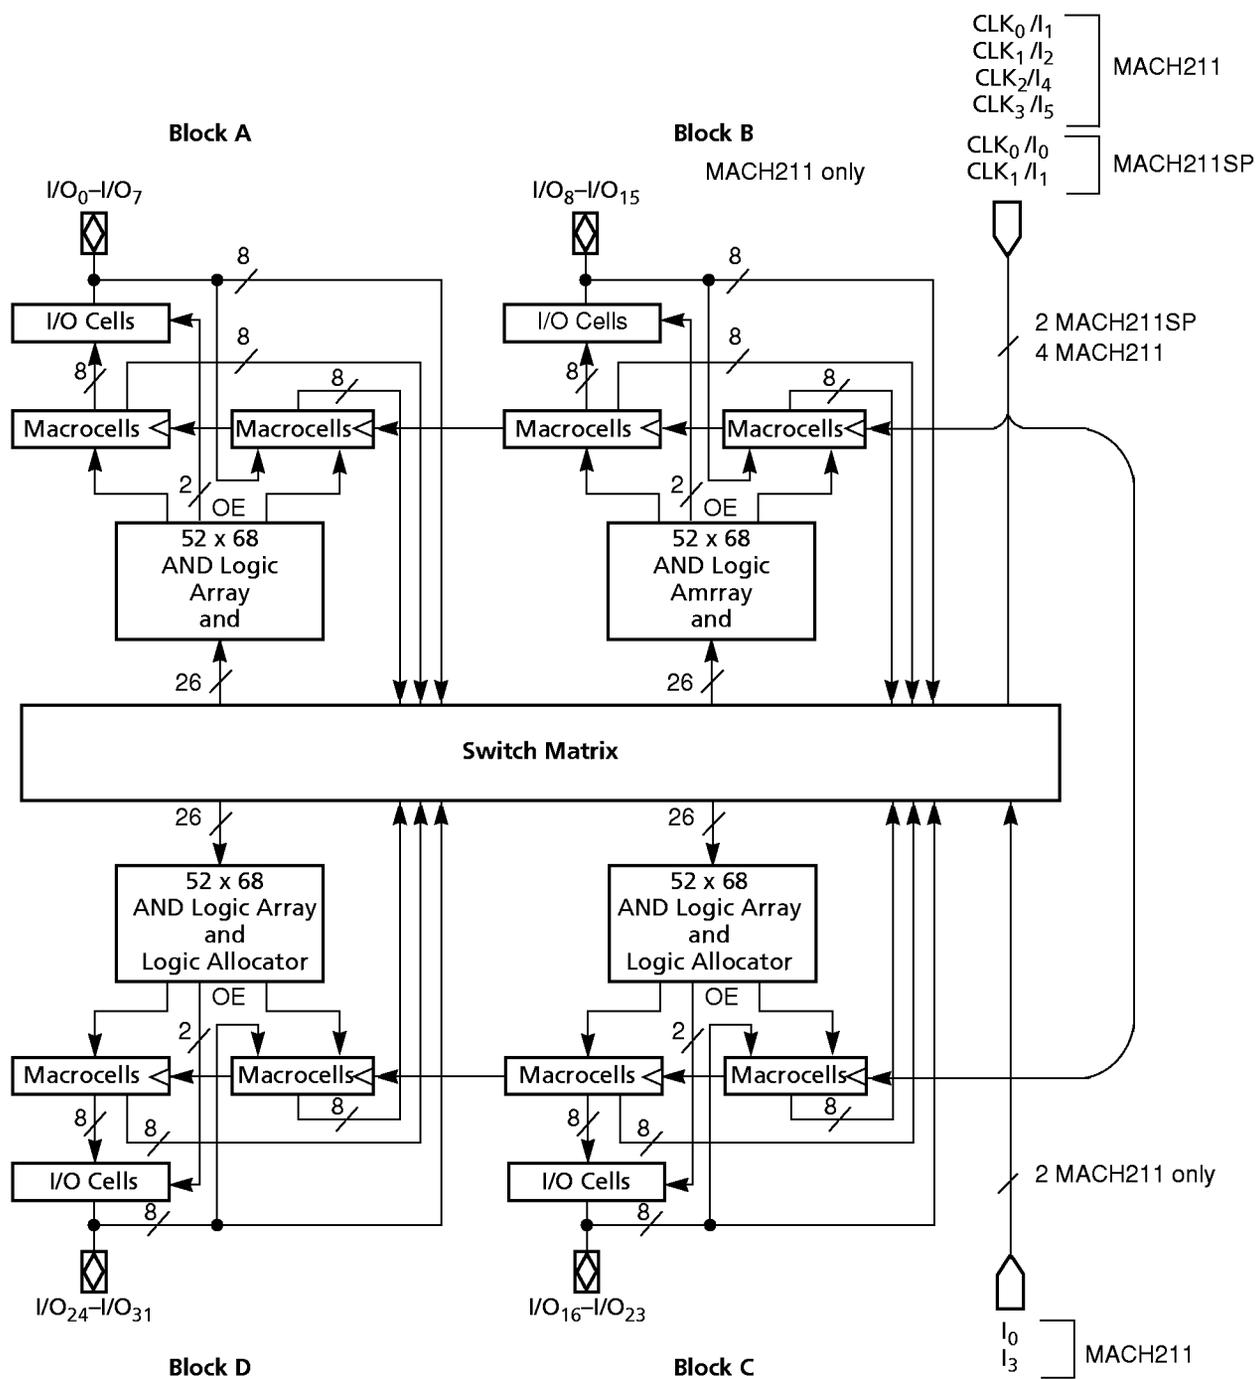 CLK0 /I1
CLK1 /I2
CLK2/I4
CLK3 /I5
MACH211
CLK0 /I0
CLK1 /I1
MACH211SP
Block A
Block B
MACH211 only
I/O0–I/O7
I/O8–I/O15
8
8
I/O Cells
I/O Cells
2 MACH211SP
4 MACH211
8
8
8
8
8
8
Macrocells
Macrocells
Macrocells
Macrocells
2
OE
2
OE
52 x 68
AND Logic
Array
and
52 x 68
AND Logic
Amrray
and
26
26
Switch Matrix
26
26
52 x 68
AND Logic Array
and
Logic Allocator
52 x 68
AND Logic Array
and
Logic Allocator
OE
2
OE
2
Macrocells
Macrocells
Macrocells
Macrocells
8
8
8
8
8
8
I/O Cells
I/O Cells
2 MACH211 only
8
8
I/O24–I/O31
I/O16–I/O23
I0
I3
MACH211
Block D
Block C